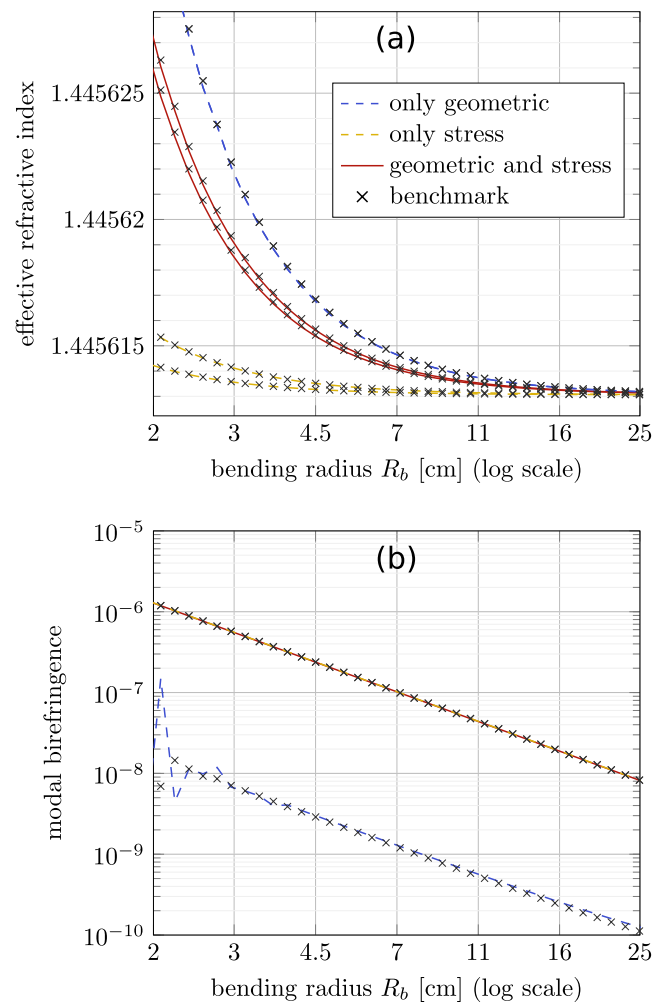 (a)
1.445625
1.44562
1.445615
effective refractive index
only geometric
only stress
geometric and stress
benchmark
2 3 4.5 7 11 16 25
bending radius R_b [cm] (log scale)
(b)
10^−5
10^−6
10^−7
10^−8
10^−9
10^−10
modal birefringence
2 3 4.5 7 11 16 25
bending radius R_b [cm] (log scale)